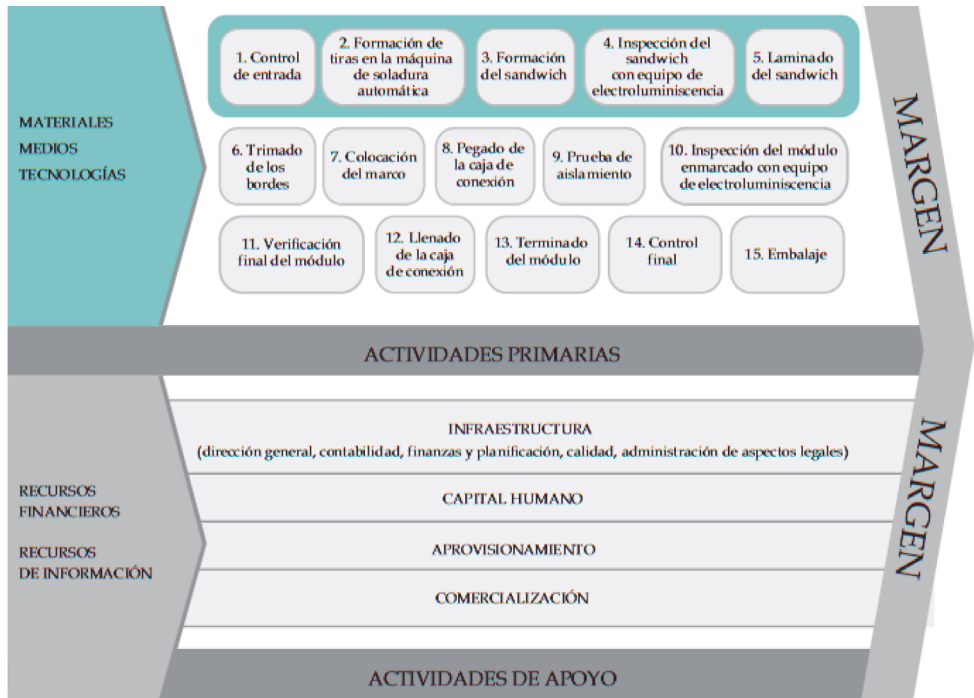 MATERIALES
MEDIOS
TECNOLOGÍAS
1. Control
de entrada
2. Formación de
tiras en la máquina
de soladura
automática
3. Formación
del sandwich
4. Inspección del
sandwich
con equipo de
electroluminiscencia
5. Laminado
del sandwich
6. Trimado
de los
bordes
7. Colocación
del marco
8. Pegado de
la caja de
conexión
9. Prueba de
aislamiento
10. Inspección del módulo
enmarcado con equipo
de electroluminiscencia
11. Verificación
final del módulo
12. Llenado
de la caja
de conexión
13. Terminado
del módulo
14. Control
final
15. Embalaje
MARGEN
ACTIVIDADES PRIMARIAS
RECURSOS
FINANCIEROS
RECURSOS
DE INFORMACIÓN
INFRAESTRUCTURA
(dirección general, contabilidad, finanzas y planificación, calidad, administración de aspectos legales)
CAPITAL HUMANO
APROVISIONAMIENTO
COMERCIALIZACIÓN
MARGEN
ACTIVIDADES DE APOYO